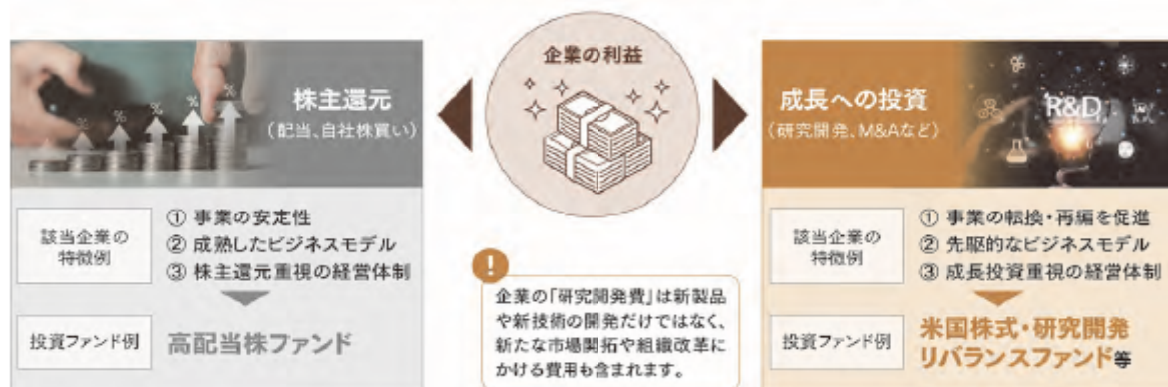 企業の利益
株主還元
（配当、自社株買い）
%
%
%
%
%
該当企業の
特徴例
① 事業の安定性
② 成熟したビジネスモデル
③ 株主還元重視の経営体制
投資ファンド例
高配当株ファンド
!
企業の「研究開発費」は新製品
や新技術の開発だけではなく、
新たな市場開拓や組織改革に
かける費用も含まれます。
成長への投資
（研究開発、M&Aなど）
R&D
該当企業の
特徴例
① 事業の転換・再編を促進
② 先駆的なビジネスモデル
③ 成長投資重視の経営体制
投資ファンド例
米国株式・研究開発
リバランスファンド等